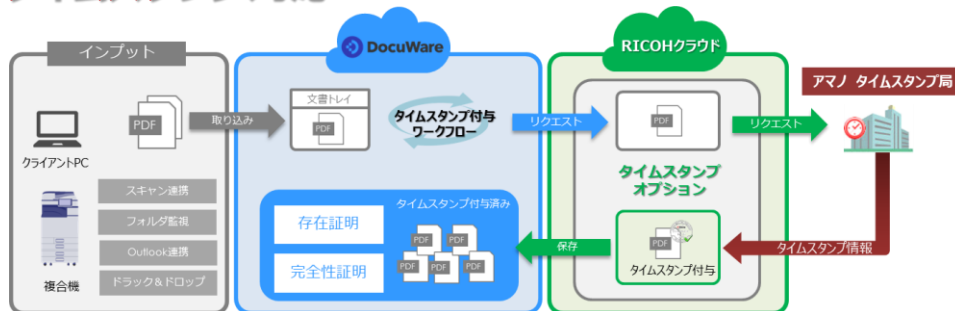 インプット
PDF
クライアントPC
複合機
スキャン連携
フォルダ監視
Outlook連携
ドラック＆ドロップ
取り込み
DocuWare
文書トレイ
PDF
タイムスタンプ付与
ワークフロー
リクエスト
存在証明
完全性証明
タイムスタンプ付与済み
PDF
PDF
PDF
PDF
PDF
RICOHクラウド
PDF
タイムスタンプ
オプション
リクエスト
PDF
タイムスタンプ付与
保存
アマノ タイムスタンプ局
タイムスタンプ情報